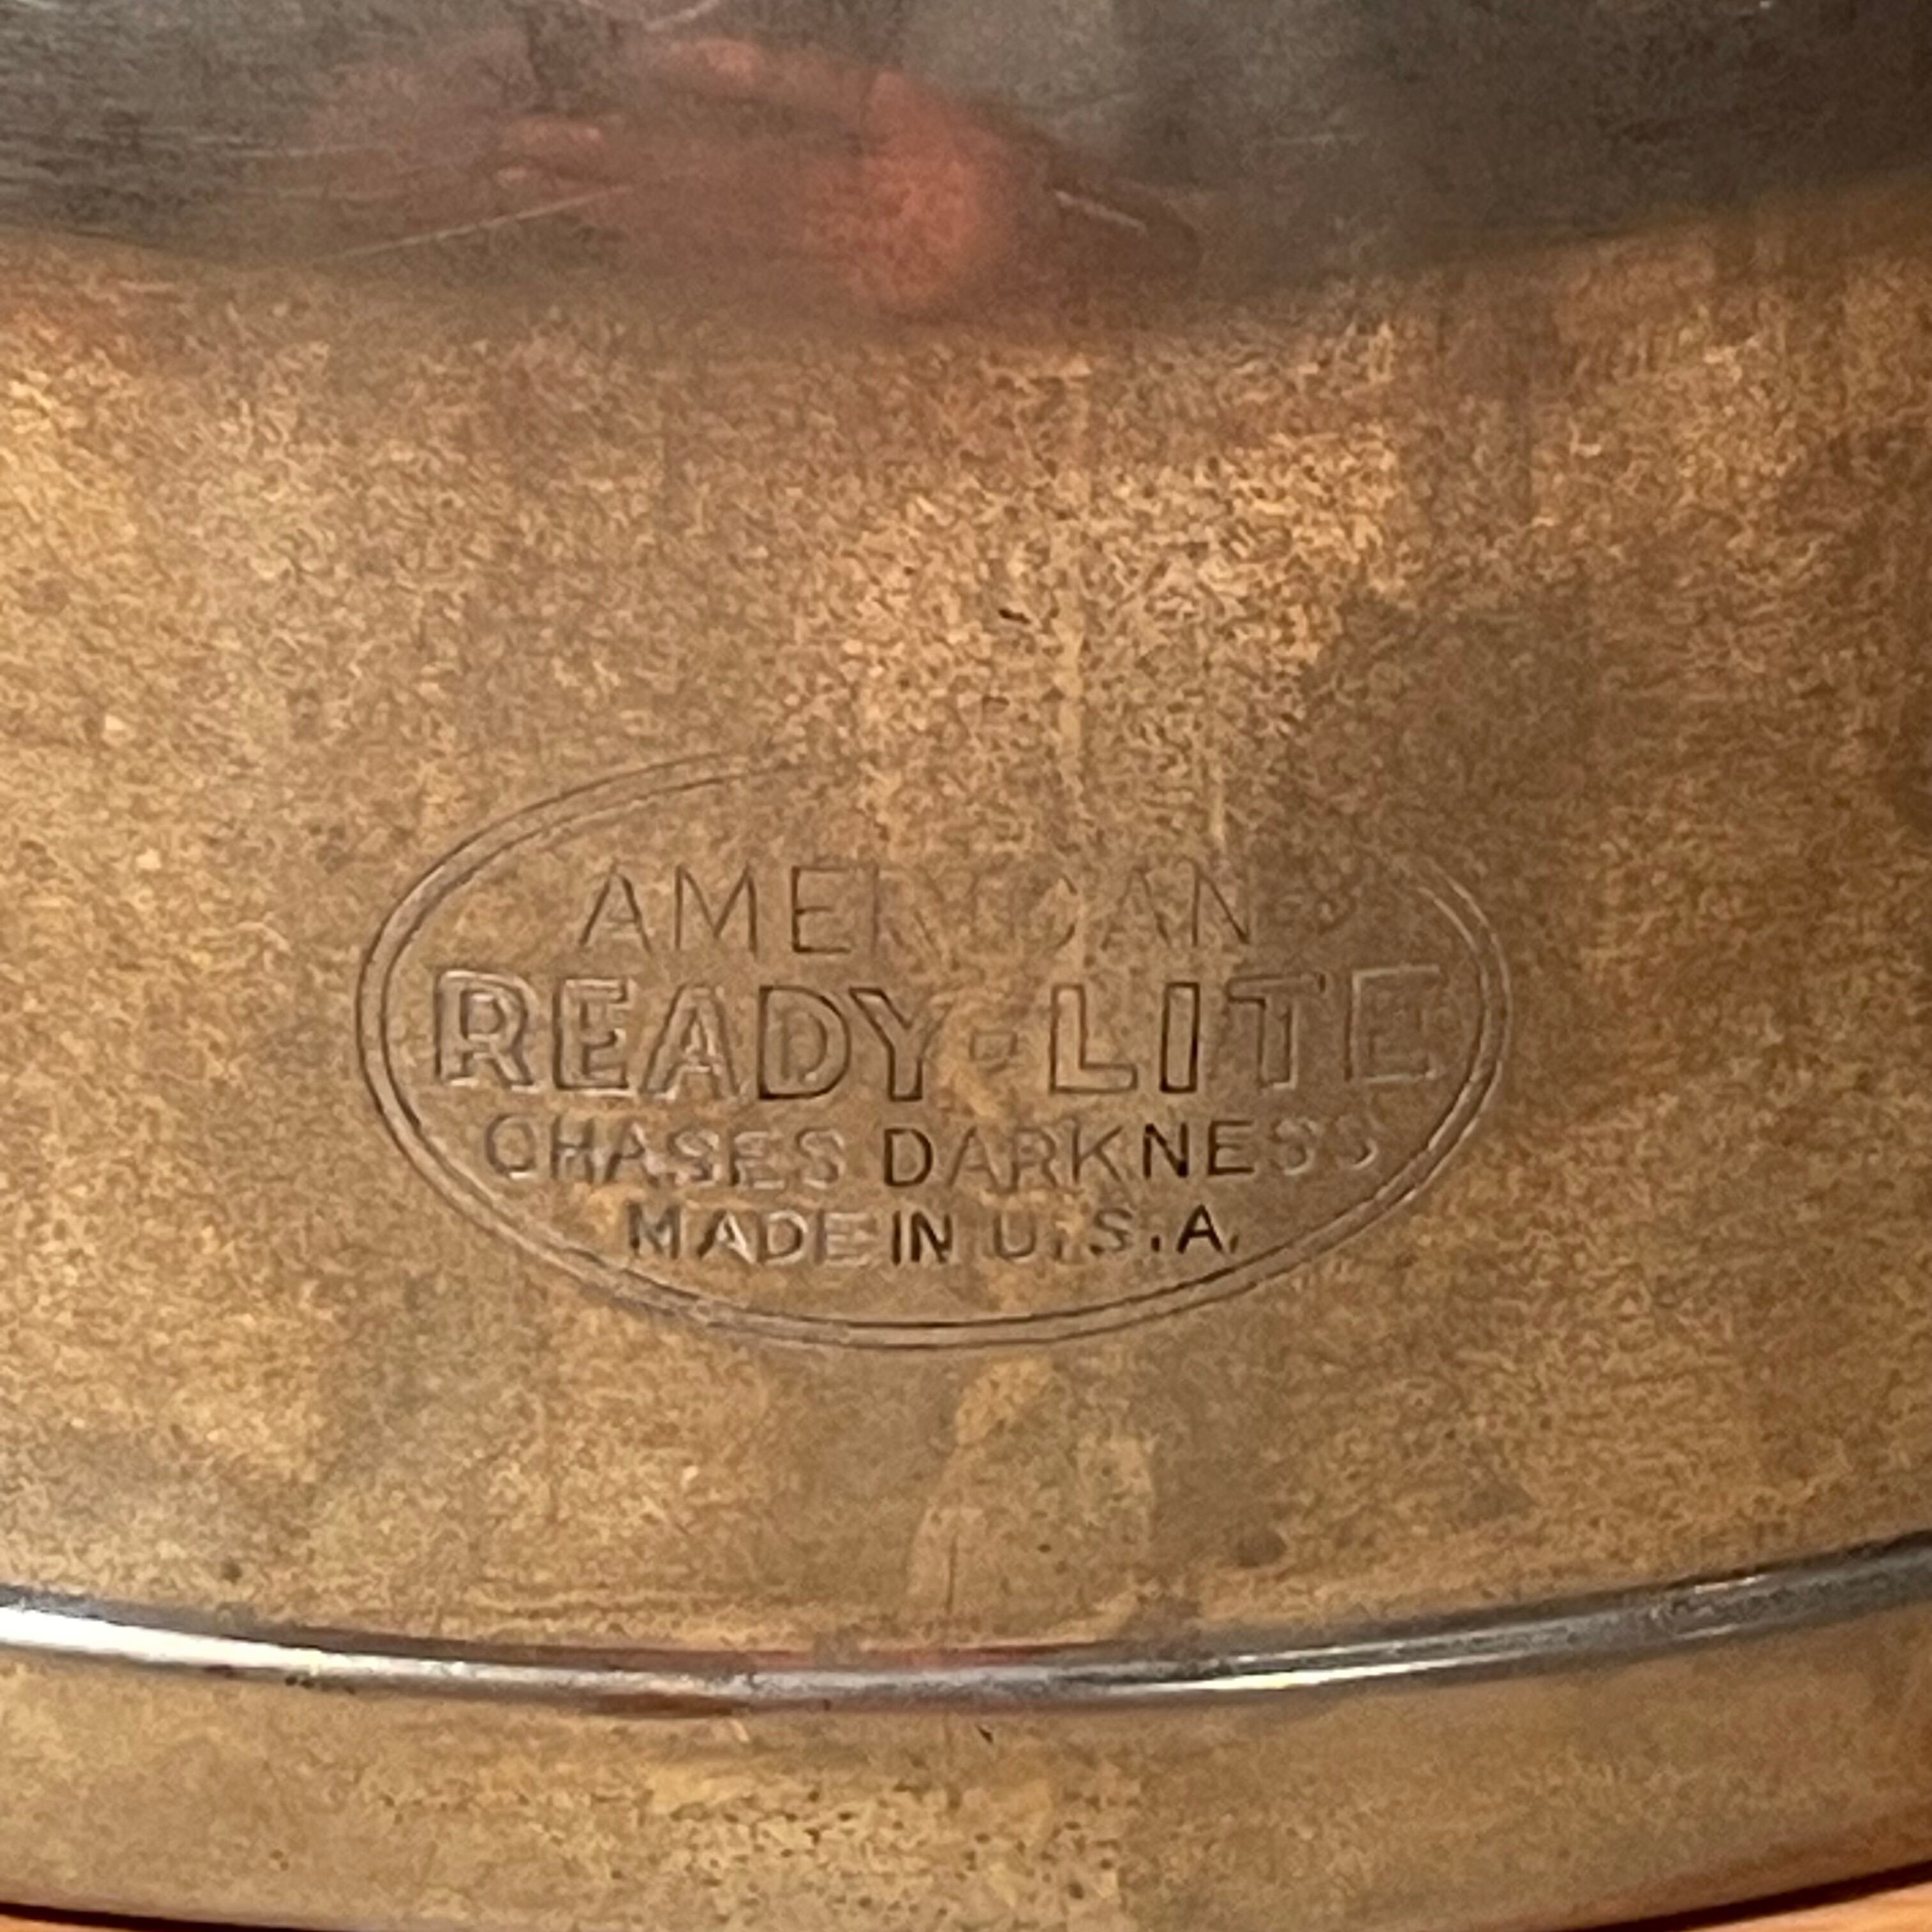 AMERICAN
READY-LITE
CHASES DARKNESS
MADE IN U.S.A.